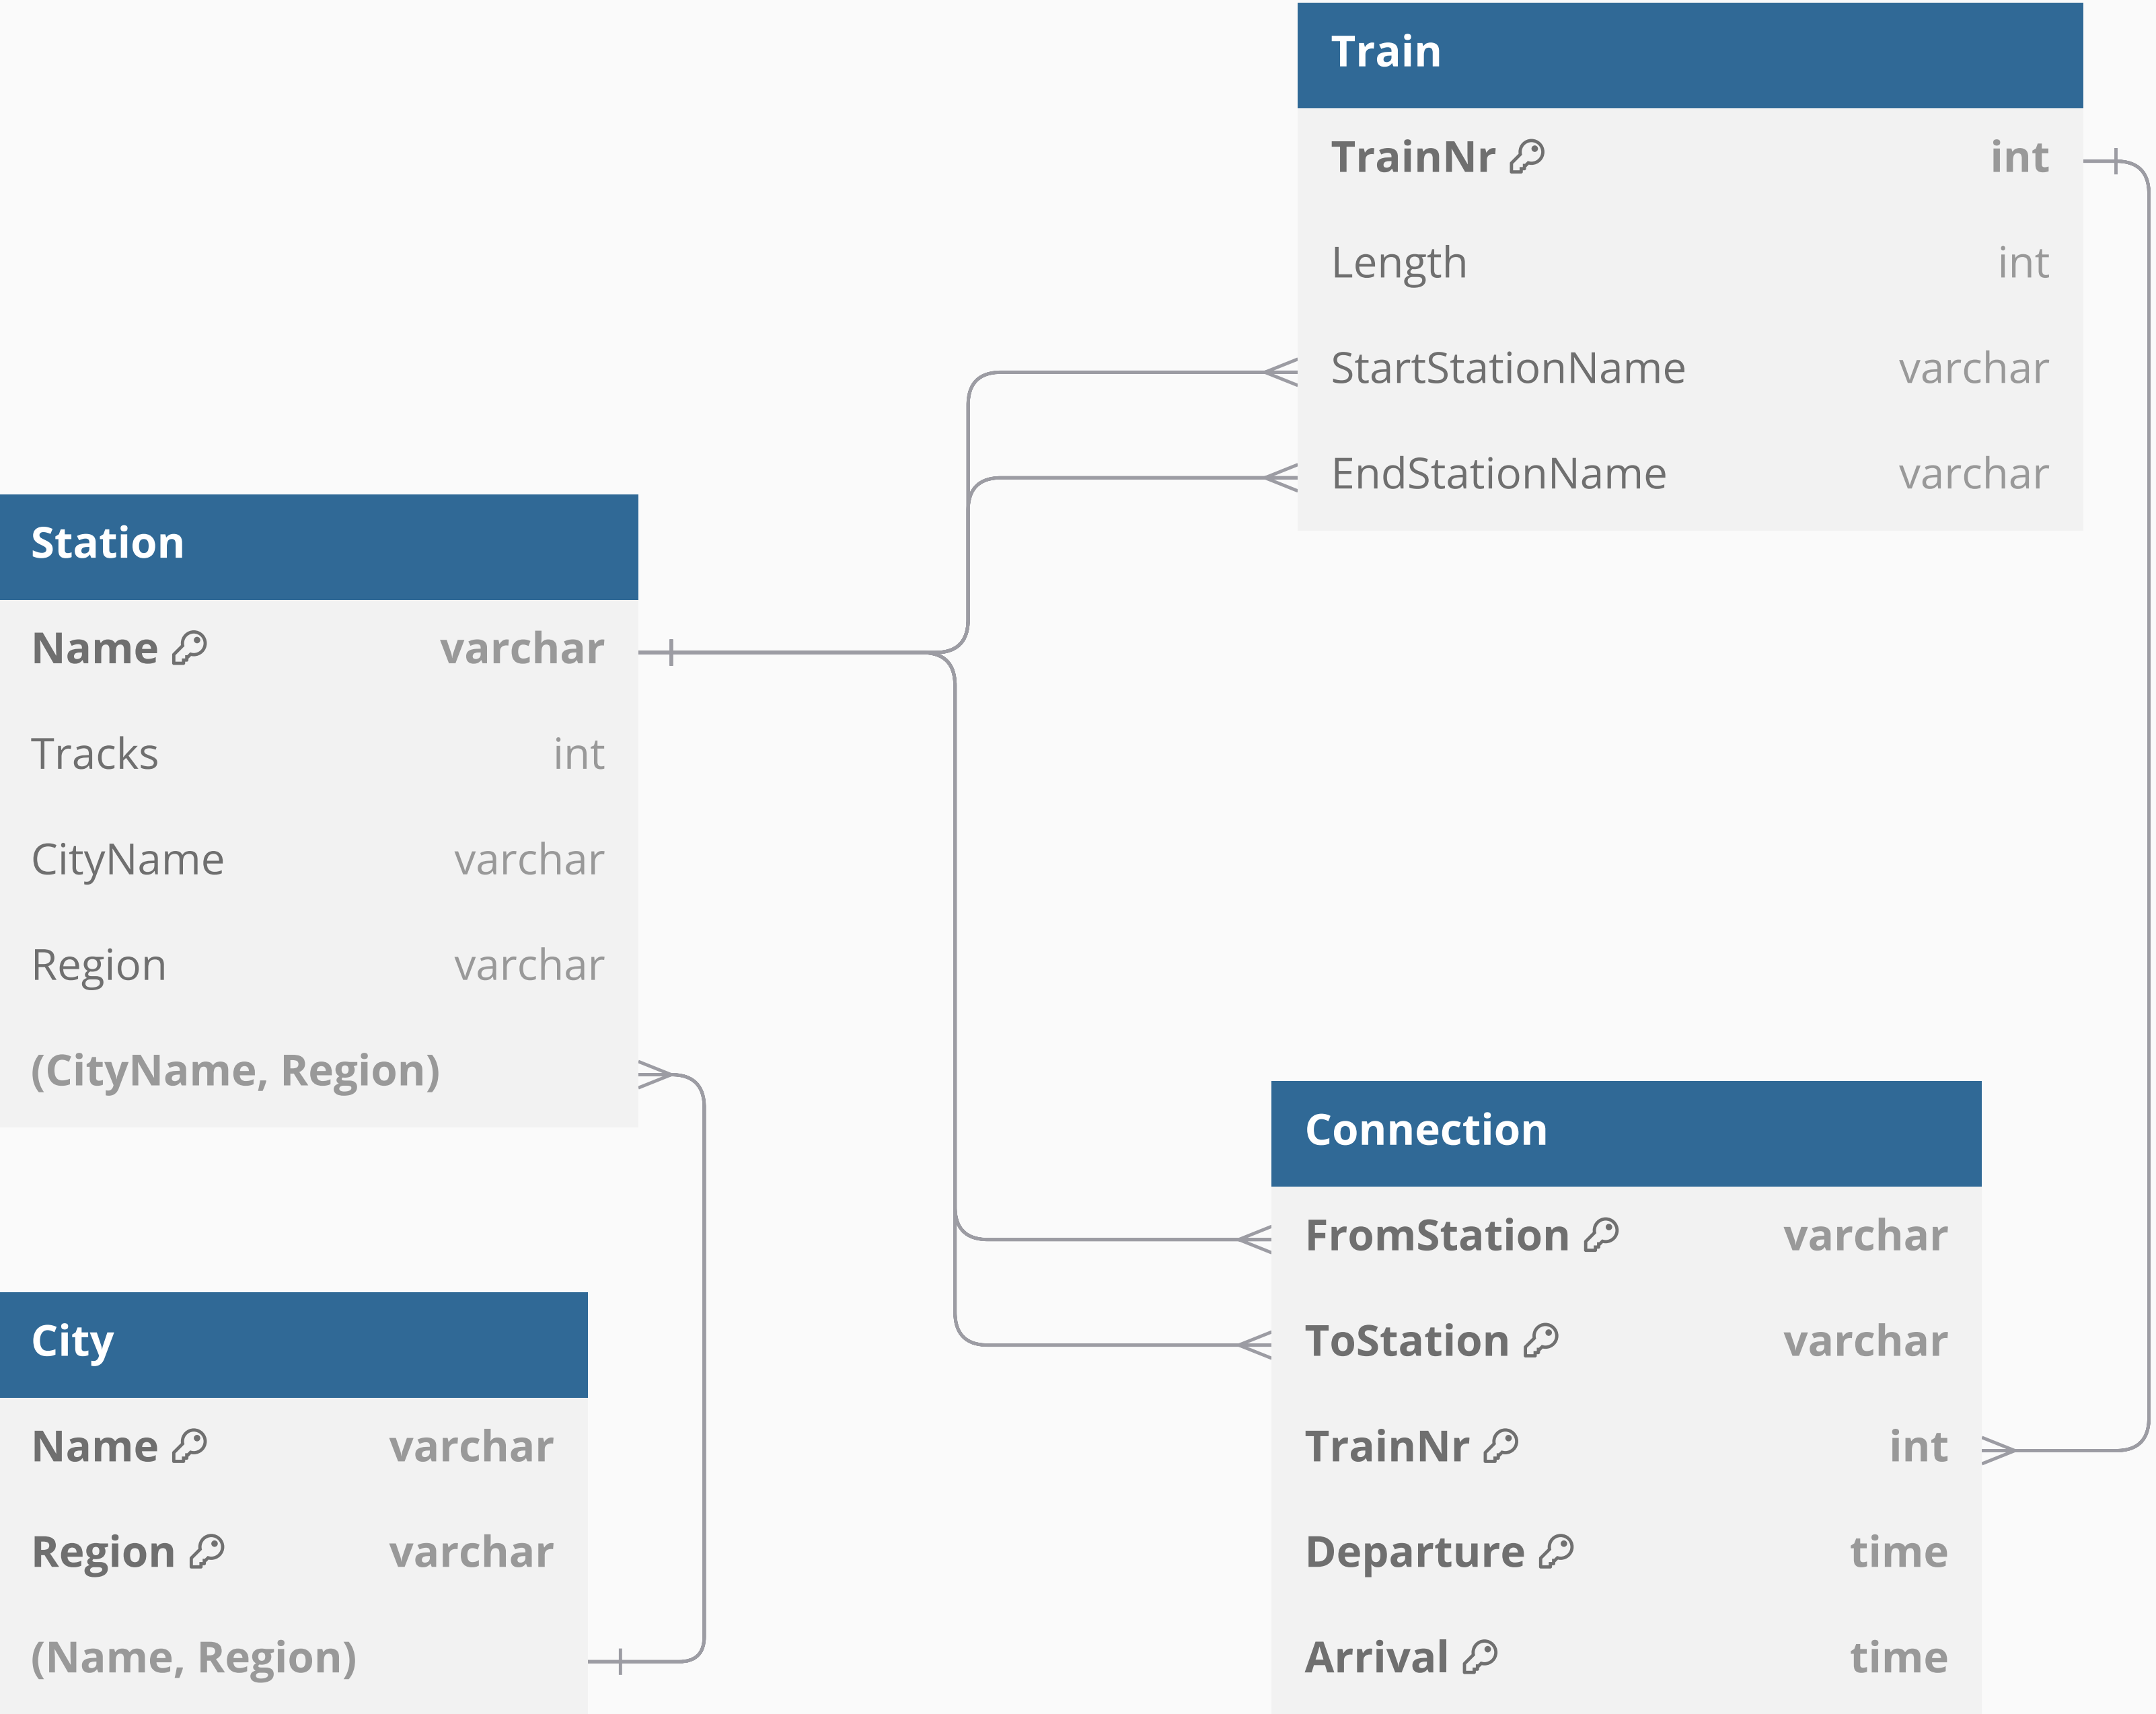 Train
TrainNr int
Length int
StartStationName varchar
EndStationName varchar
Station
Name varchar
Tracks int
CityName varchar
Region varchar
(CityName, Region)
Connection
FromStation varchar
ToStation varchar
TrainNr int
Departure time
Arrival time
City
Name varchar
Region varchar
(Name, Region)